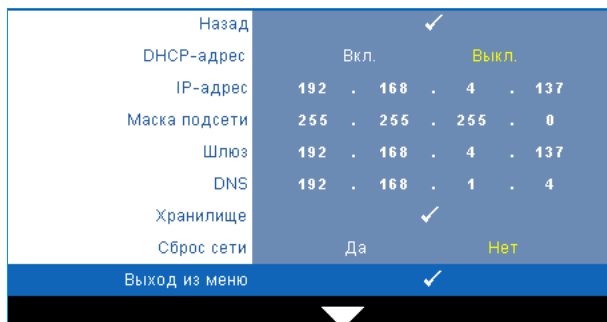 Назад ✓
DHCP-адрес Вкл. Выкл.
IP-адрес 192 . 168 . 4 . 137
Маска подсети 255 . 255 . 255 . 0
Шлюз 192 . 168 . 4 . 137
DNS 192 . 168 . 1 . 4
Хранилище ✓
Сброс сети Да Нет
Выход из меню ✓